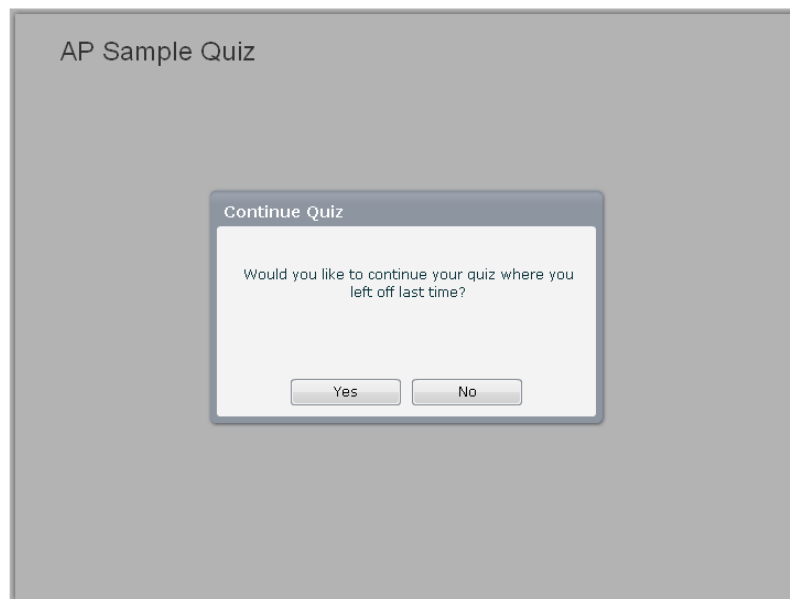 AP Sample Quiz
Continue Quiz
Would you like to continue your quiz where you
left off last time?
Yes
No